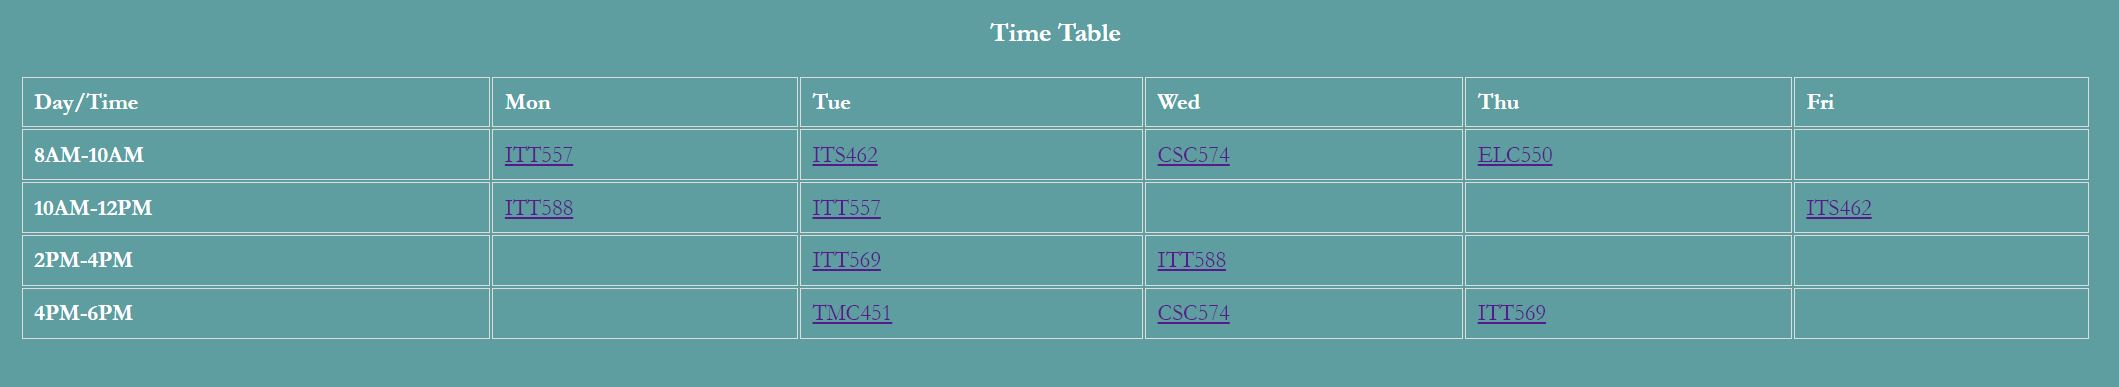 Time Table
Day/Time Mon Tue Wed Thu Fri
8AM-10AM ITT557 ITS462 CSC574 ELC550
10AM-12PM ITT588 ITT557 ITS462
2PM-4PM ITT569 ITT588
4PM-6PM TMC451 CSC574 ITT569